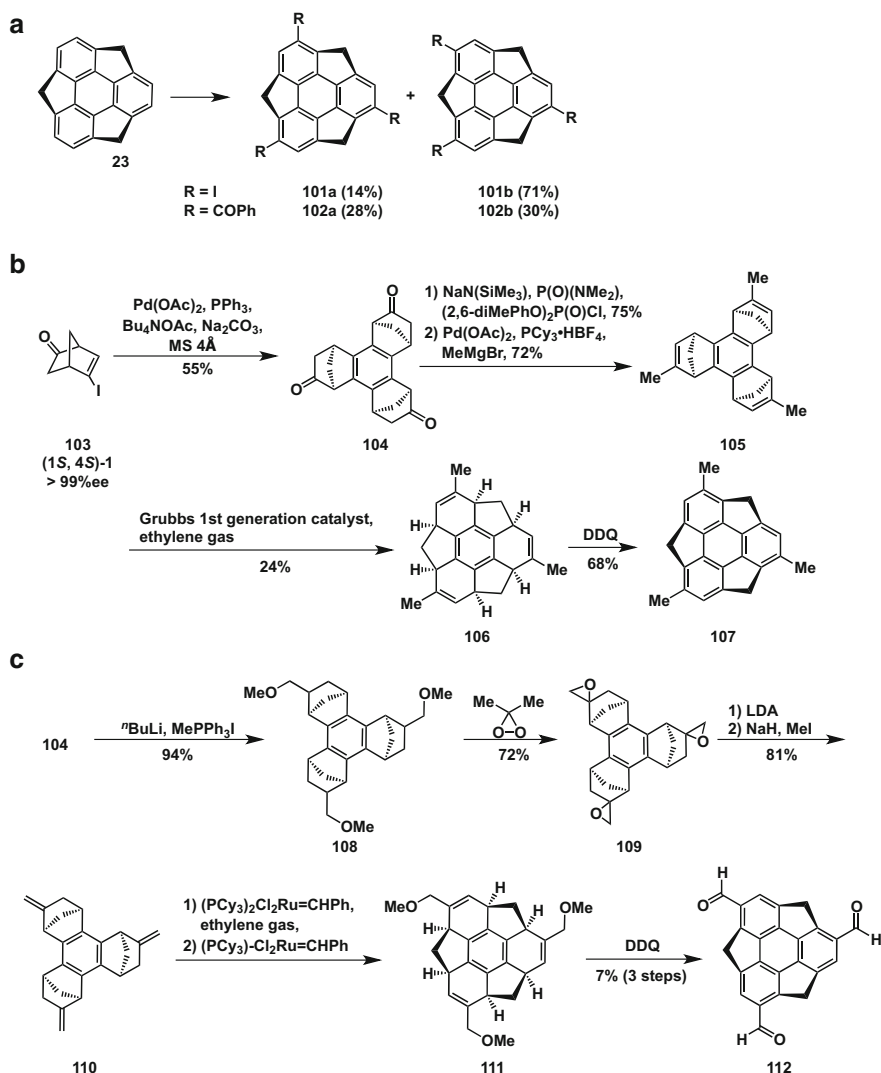 a
R
R
R
R
R
R
+
23
R = I
101a (14%)
101b (71%)
R = COPh
102a (28%)
102b (30%)
b
O
I
103
(1S, 4S)-1
> 99%ee
Pd(OAc)2, PPh3,
Bu4NOAc, Na2CO3,
MS 4Å
55%
O
O
O
104
1) NaN(SiMe3), P(O)(NMe2),
(2,6-diMePhO)2P(O)Cl, 75%
2) Pd(OAc)2, PCy3•HBF4,
MeMgBr, 72%
Me
Me
Me
105
Grubbs 1st generation catalyst,
ethylene gas
24%
Me
H
H
H
H
H
H
Me
Me
106
DDQ
68%
Me
Me
Me
107
c
104
nBuLi, MePPh3I
94%
MeO
OMe
OMe
108
Me
Me
O-O
72%
O
O
O
109
1) LDA
2) NaH, MeI
81%
110
1) (PCy3)2Cl2Ru=CHPh,
ethylene gas,
2) (PCy3)-Cl2Ru=CHPh
OMe
OMe
OMe
H
H
H
H
H
H
111
DDQ
7% (3 steps)
H
O
O
H
H
O
112